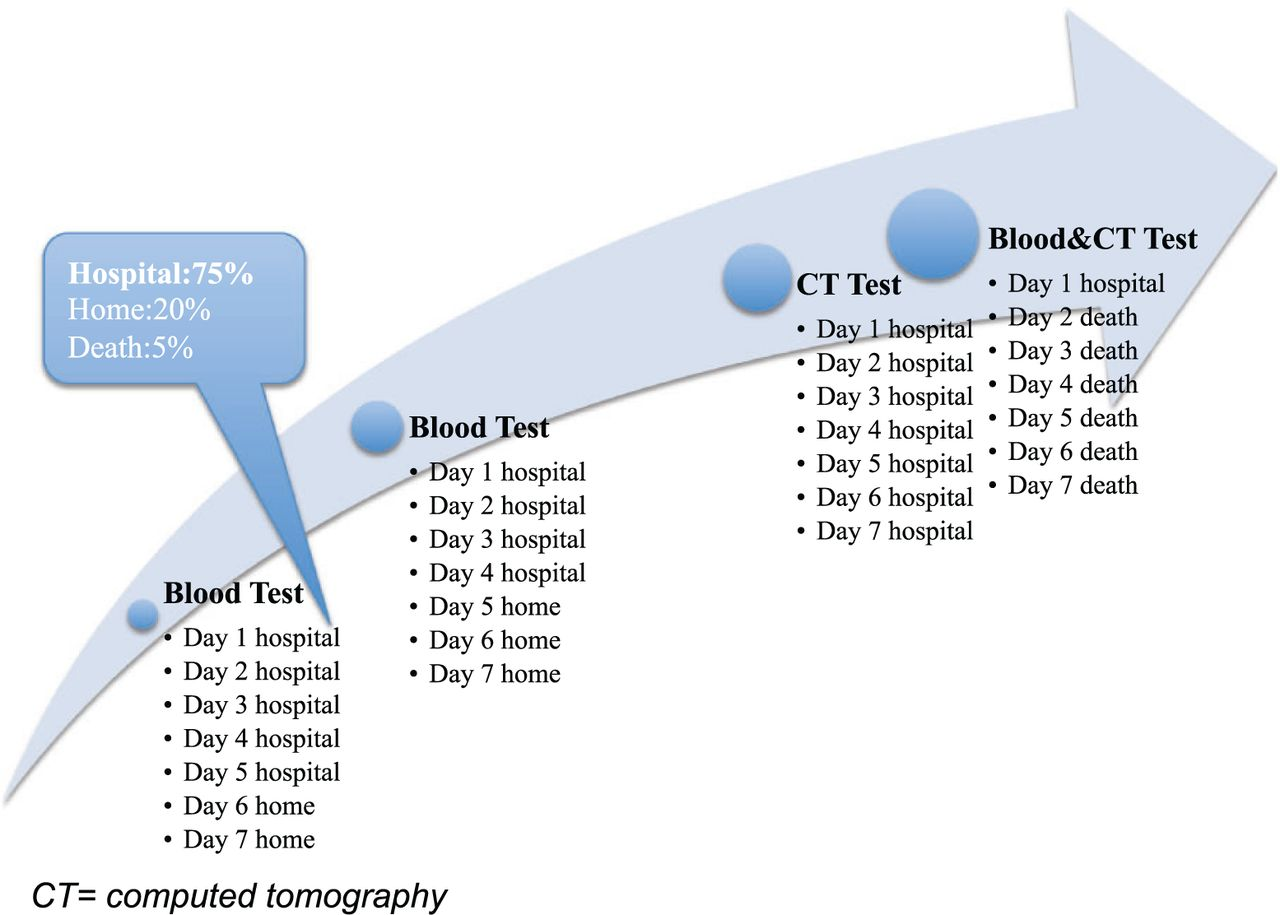 Hospital:75%
Home:20%
Death:5%
Blood Test
• Day 1 hospital
• Day 2 hospital
• Day 3 hospital
• Day 4 hospital
• Day 5 hospital
• Day 6 home
• Day 7 home
Blood Test
• Day 1 hospital
• Day 2 hospital
• Day 3 hospital
• Day 4 hospital
• Day 5 home
• Day 6 home
• Day 7 home
CT Test
• Day 1 hospital
• Day 2 hospital
• Day 3 hospital
• Day 4 hospital
• Day 5 hospital
• Day 6 hospital
• Day 7 hospital
Blood&CT Test
• Day 1 hospital
• Day 2 death
• Day 3 death
• Day 4 death
• Day 5 death
• Day 6 death
• Day 7 death
CT= computed tomography